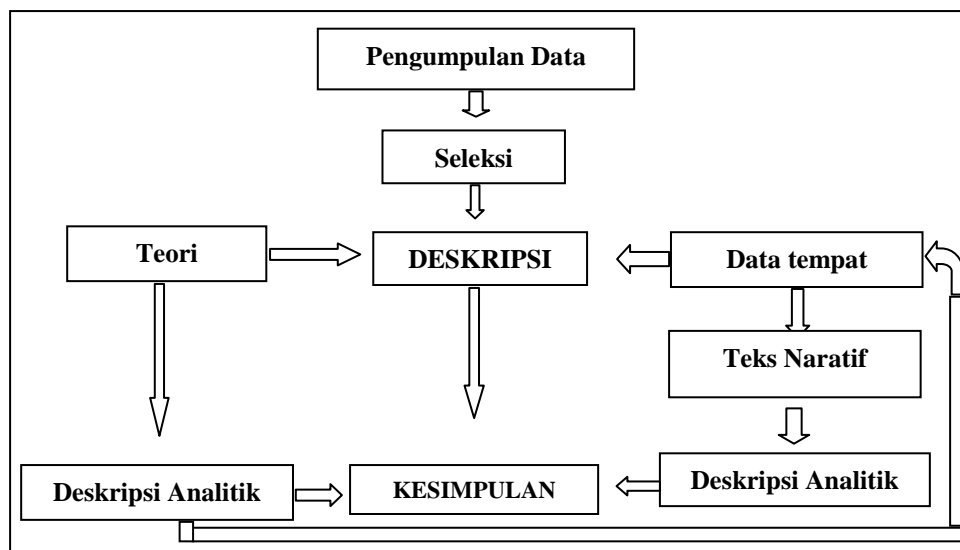 Pengumpulan Data
Seleksi
Teori
DESKRIPSI
Data tempat
Teks Naratif
Deskripsi Analitik
KESIMPULAN
Deskripsi Analitik